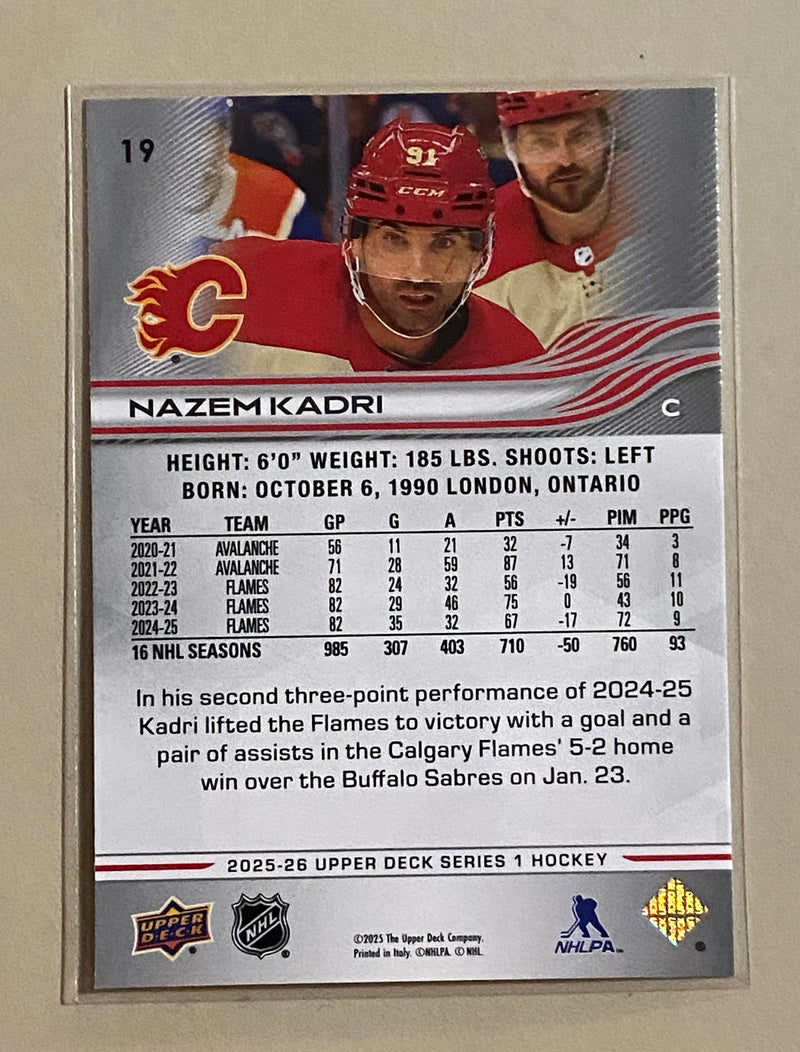 19
91
CCM
NAZEM KADRI
C
HEIGHT: 6'0" WEIGHT: 185 LBS. SHOOTS: LEFT
BORN: OCTOBER 6, 1990 LONDON, ONTARIO
YEAR TEAM GP G A PTS +/- PIM PPG
2020-21 AVALANCHE 56 11 21 32 -7 34 3
2021-22 AVALANCHE 71 28 59 87 13 71 8
2022-23 FLAMES 82 24 32 56 -19 56 11
2023-24 FLAMES 82 29 46 75 0 43 10
2024-25 FLAMES 82 35 32 67 -17 72 9
16 NHL SEASONS 985 307 403 710 -50 760 93
In his second three-point performance of 2024-25
Kadri lifted the Flames to victory with a goal and a
pair of assists in the Calgary Flames' 5-2 home
win over the Buffalo Sabres on Jan. 23.
2025-26 UPPER DECK SERIES 1 HOCKEY
UPPER
DECK
NHL
©2025 The Upper Deck Company.
Printed in Italy. ©NHLPA. © NHL.
NHLPA